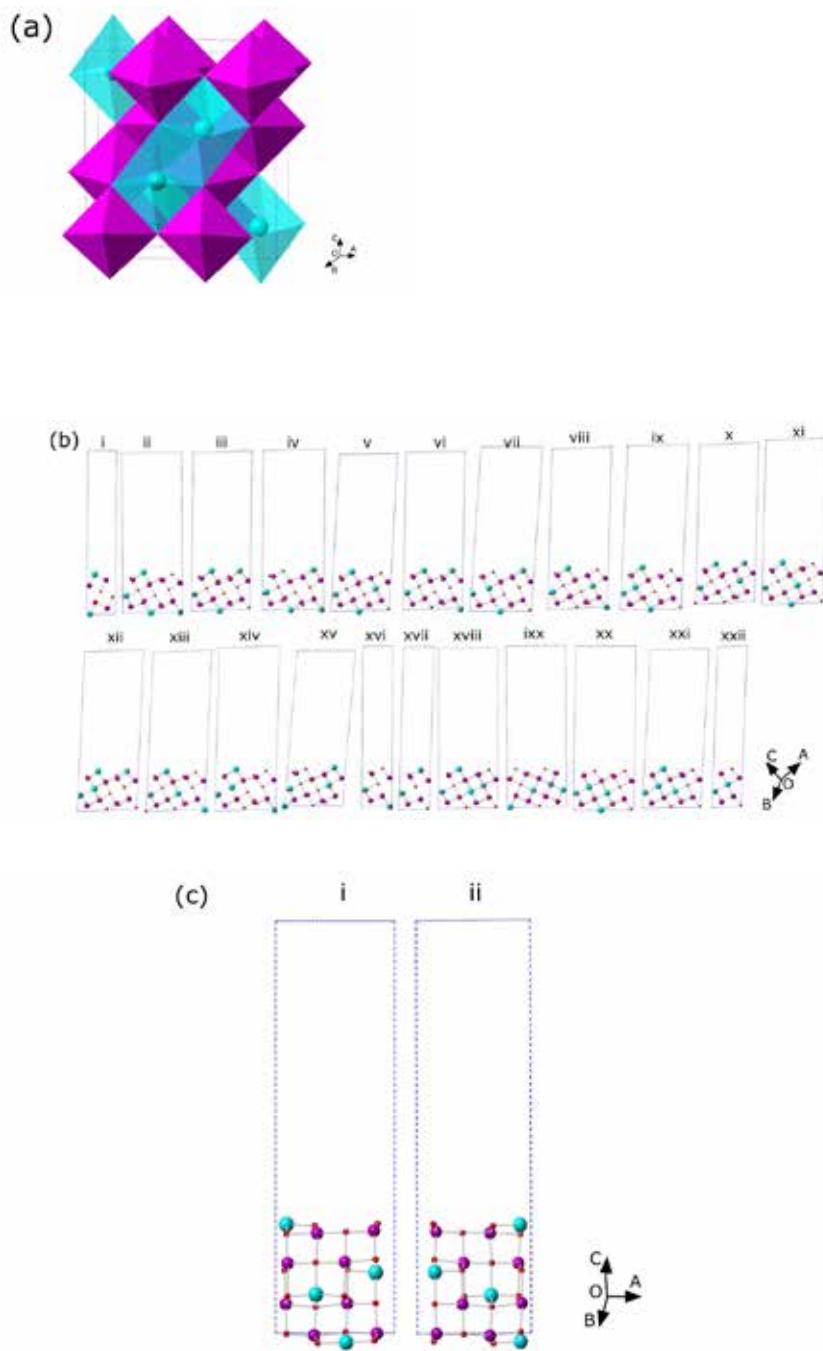 (a)
C
O A
B
(b) i ii iii iv v vi vii viii ix x xi
xii xiii xiv xv xvi xvii xviii ixx xx xxi xxii
C A
O
B
(c) i ii
C
O A
B